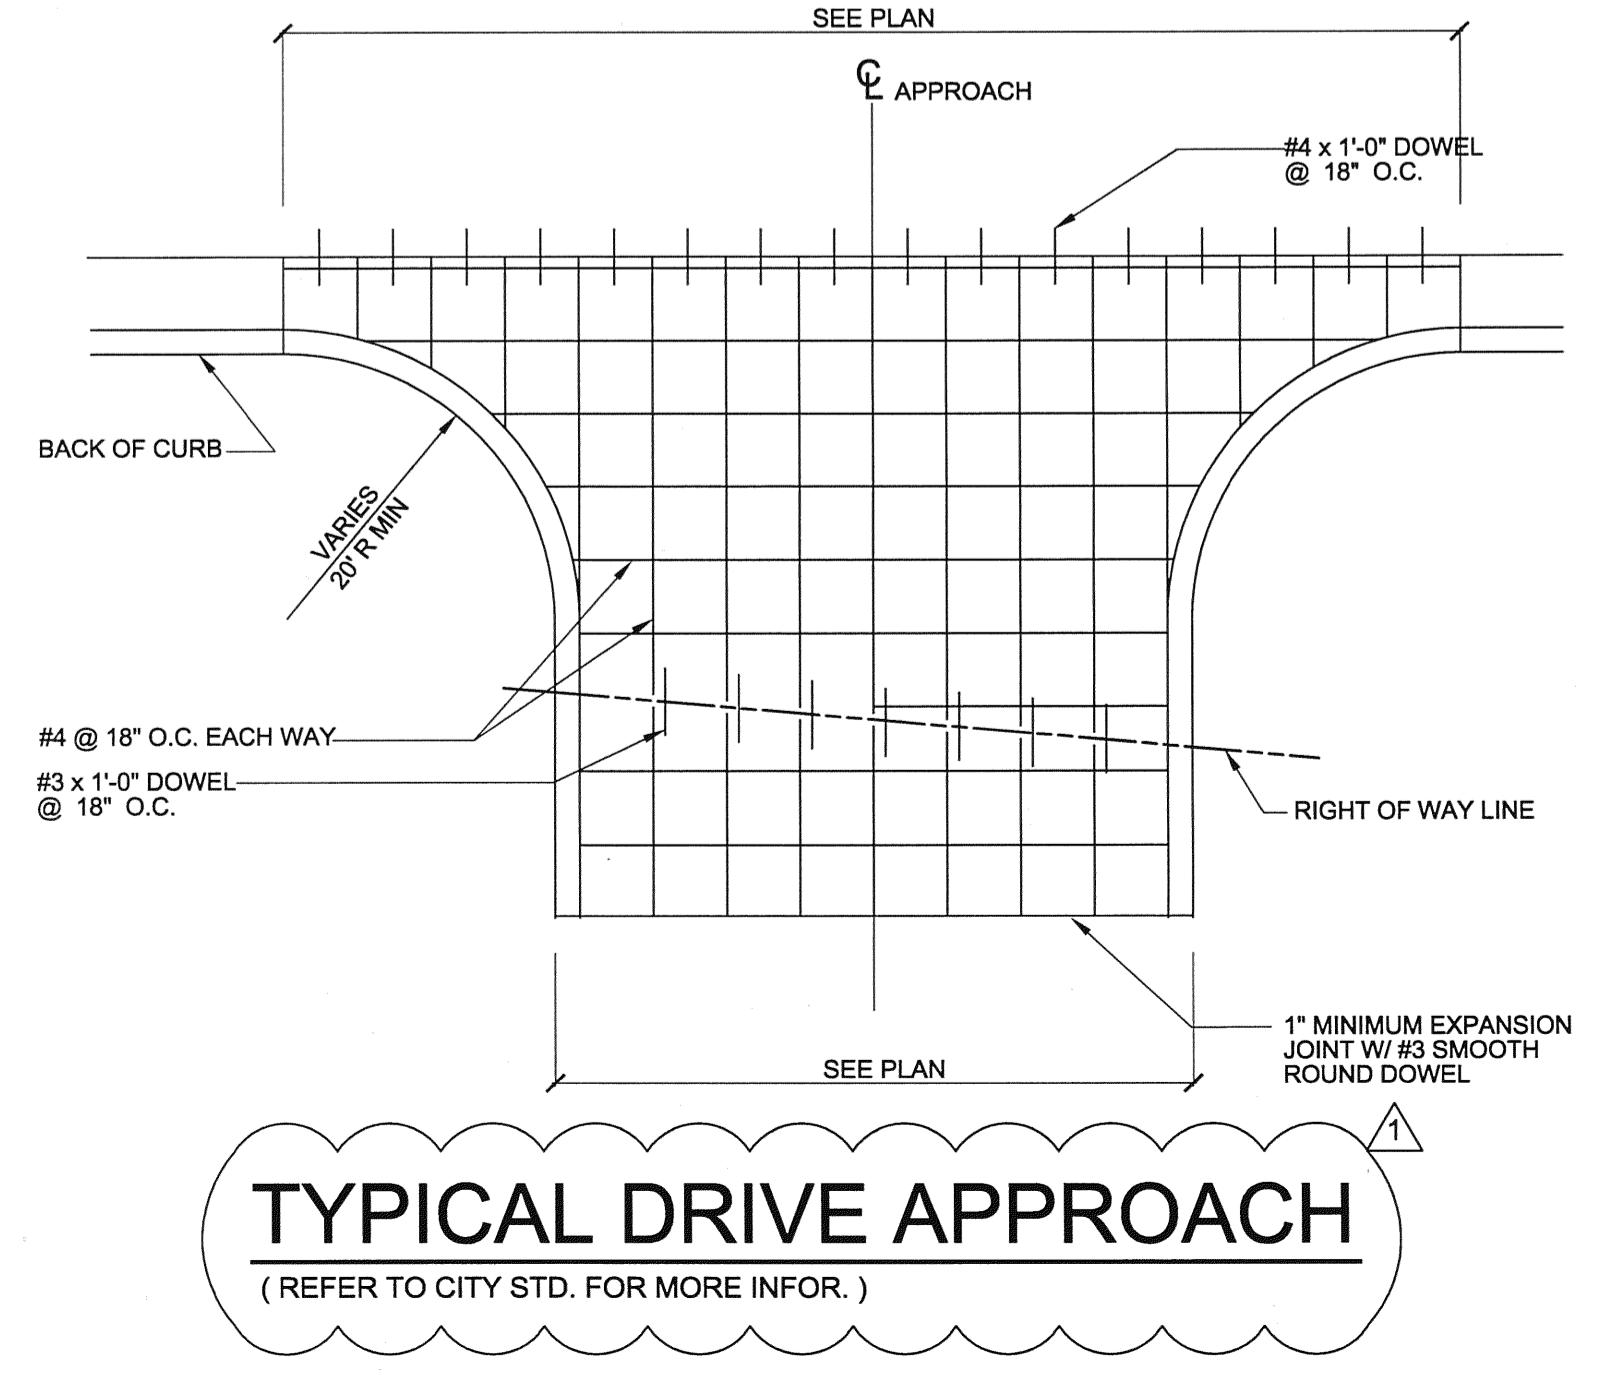 SEE PLAN
℄ APPROACH
#4 x 1'-0" DOWEL
@ 18" O.C.
BACK OF CURB
VARIES
20' R MIN
#4 @ 18" O.C. EACH WAY
#3 x 1'-0" DOWEL
@ 18" O.C.
RIGHT OF WAY LINE
1" MINIMUM EXPANSION
JOINT W/ #3 SMOOTH
ROUND DOWEL
SEE PLAN
1
TYPICAL DRIVE APPROACH
( REFER TO CITY STD. FOR MORE INFOR. )